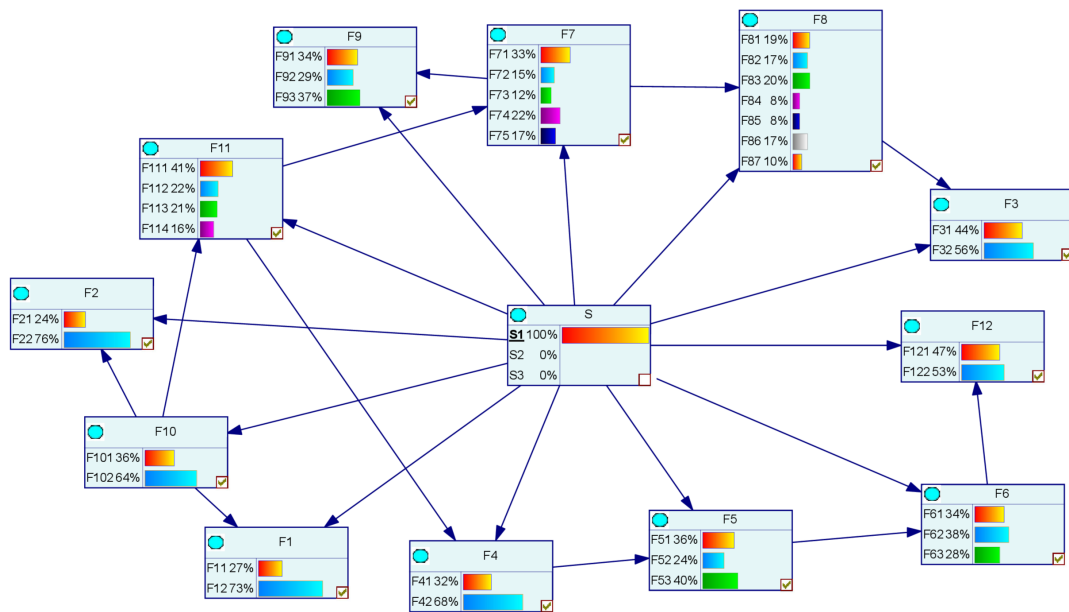 F9
F91 34%
F92 29%
F93 37%
F7
F71 33%
F72 15%
F73 12%
F74 22%
F75 17%
F8
F81 19%
F82 17%
F83 20%
F84 8%
F85 8%
F86 17%
F87 10%
F11
F111 41%
F112 22%
F113 21%
F114 16%
F3
F31 44%
F32 56%
F2
F21 24%
F22 76%
S
S1 100%
S2 0%
S3 0%
F12
F121 47%
F122 53%
F10
F101 36%
F102 64%
F6
F61 34%
F62 38%
F63 28%
F5
F51 36%
F52 24%
F53 40%
F1
F11 27%
F12 73%
F4
F41 32%
F42 68%